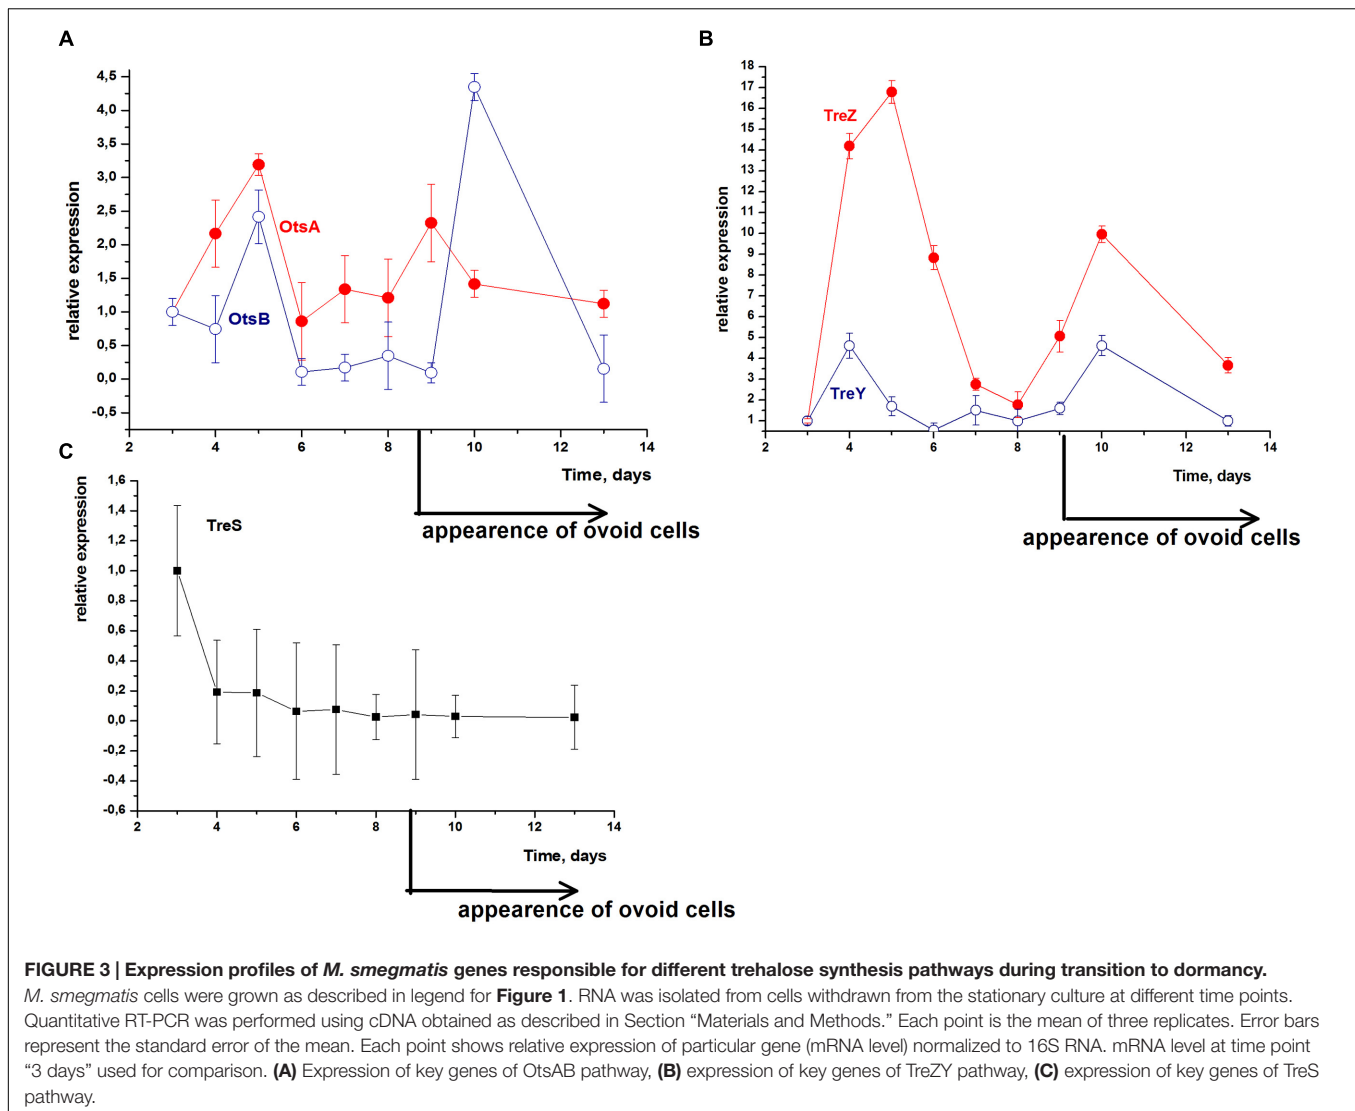 A
4,5
4,0
3,5
3,0
2,5
2,0
1,5
1,0
0,5
0,0
-0,5
relative expression
OtsA
OtsB
2 4 6 8 10 12 14
Time, days
appearence of ovoid cells
B
18
17
16
15
14
13
12
11
10
9
8
7
6
5
4
3
2
1
relative expression
TreZ
TreY
2 4 6 8 10 12 14
Time, days
appearence of ovoid cells
C
1,6
1,4
1,2
1,0
0,8
0,6
0,4
0,2
0,0
-0,2
-0,4
-0,6
relative expression
TreS
2 4 6 8 10 12 14
Time, days
appearence of ovoid cells
FIGURE 3 | Expression profiles of M. smegmatis genes responsible for different trehalose synthesis pathways during transition to dormancy.
M. smegmatis cells were grown as described in legend for Figure 1. RNA was isolated from cells withdrawn from the stationary culture at different time points.
Quantitative RT-PCR was performed using cDNA obtained as described in Section “Materials and Methods.” Each point is the mean of three replicates. Error bars
represent the standard error of the mean. Each point shows relative expression of particular gene (mRNA level) normalized to 16S RNA. mRNA level at time point
“3 days” used for comparison. (A) Expression of key genes of OtsAB pathway, (B) expression of key genes of TreZY pathway, (C) expression of key genes of TreS
pathway.